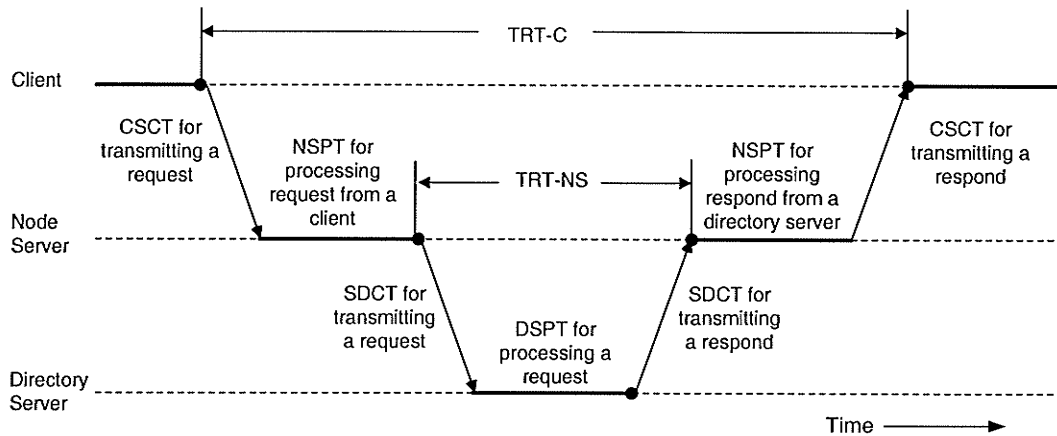 TRT-C
Client
CSCT for
transmitting a
request
NSPT for
processing
request from a
client
TRT-NS
NSPT for
processing
respond from a
directory server
CSCT for
transmitting a
respond
Node
Server
SDCT for
transmitting
a request
DSPT for
processing a
request
SDCT for
transmitting
a respond
Directory
Server
Time